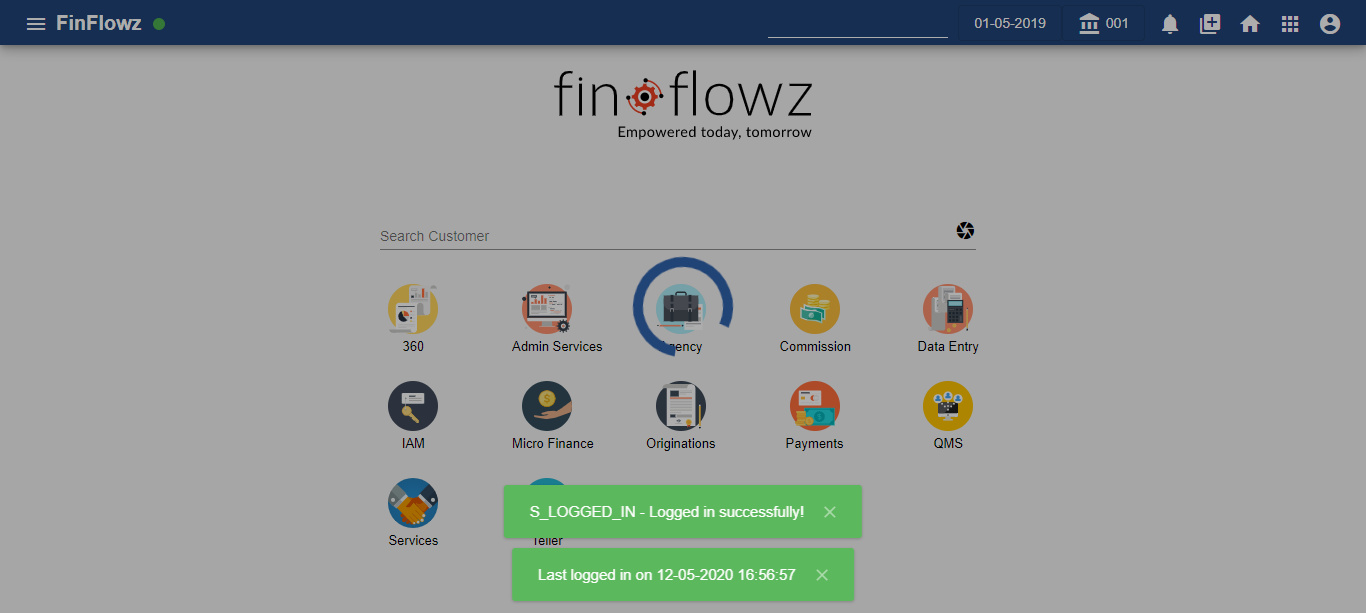 FinFlowz
01-05-2019
001
finflowz
Empowered today, tomorrow
Search Customer
360
Admin Services
Agency
Commission
Data Entry
IAM
Micro Finance
Originations
Payments
QMS
Services
Teller
S_LOGGED_IN - Logged in successfully!
Last logged in on 12-05-2020 16:56:57